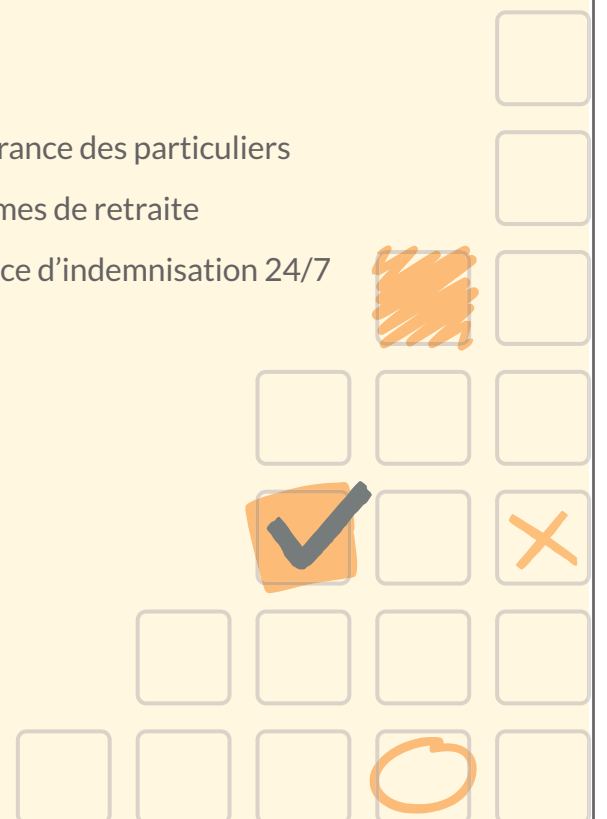 rance des particuliers
mes de retraite
ce d’indemnisation 24/7